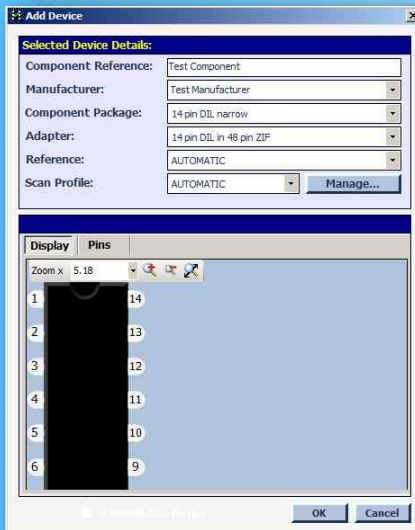 Add Device
Selected Device Details:
Component Reference: Test Component
Manufacturer: Test Manufacturer
Component Package: 14 pin DIL narrow
Adapter: 14 pin DIL in 48 pin ZIF
Reference: AUTOMATIC
Scan Profile: AUTOMATIC Manage...
Display Pins
Zoom x 5.18
1 14
2 13
3 12
4 11
5 10
6 9
OK Cancel